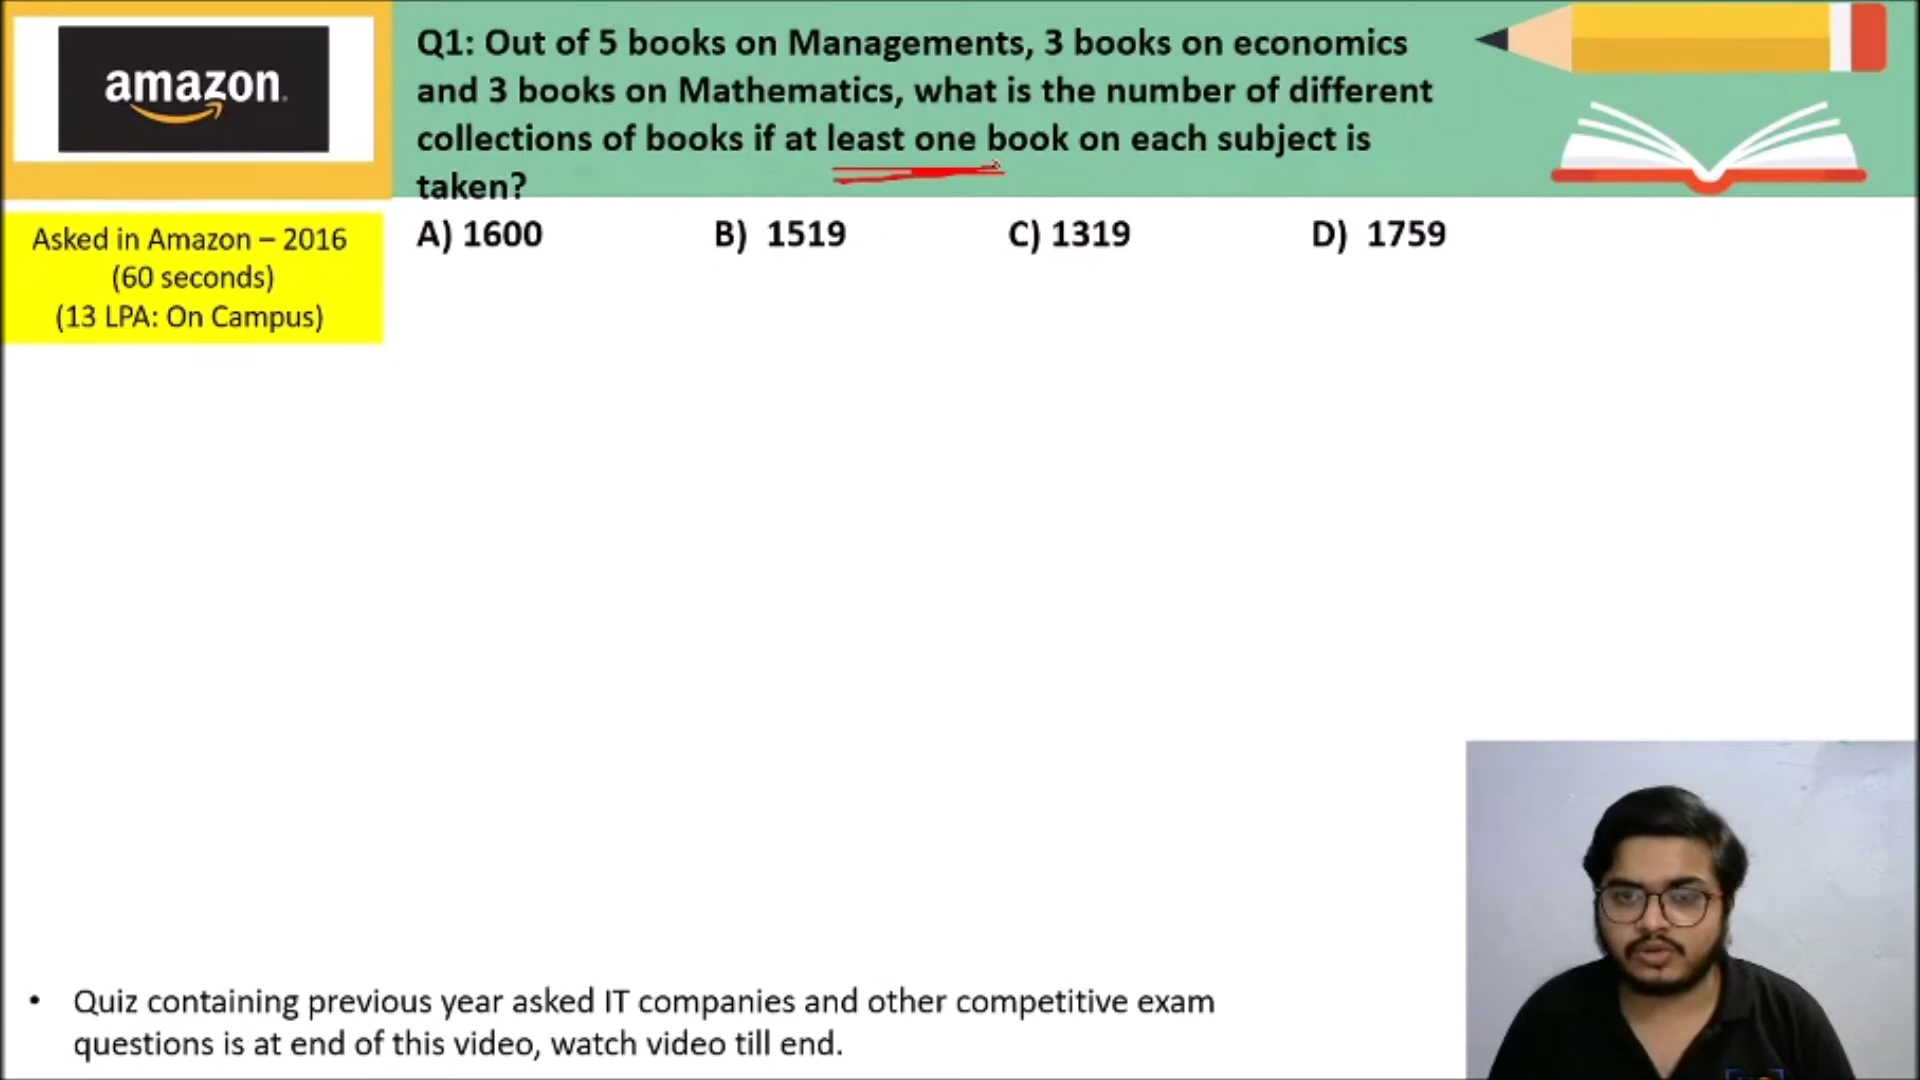 amazon
Q1: Out of 5 books on Managements, 3 books on economics
and 3 books on Mathematics, what is the number of different
collections of books if at least one book on each subject is
taken?
Asked in Amazon – 2016
(60 seconds)
(13 LPA: On Campus)
A) 1600 B) 1519 C) 1319 D) 1759
• Quiz containing previous year asked IT companies and other competitive exam
questions is at end of this video, watch video till end.